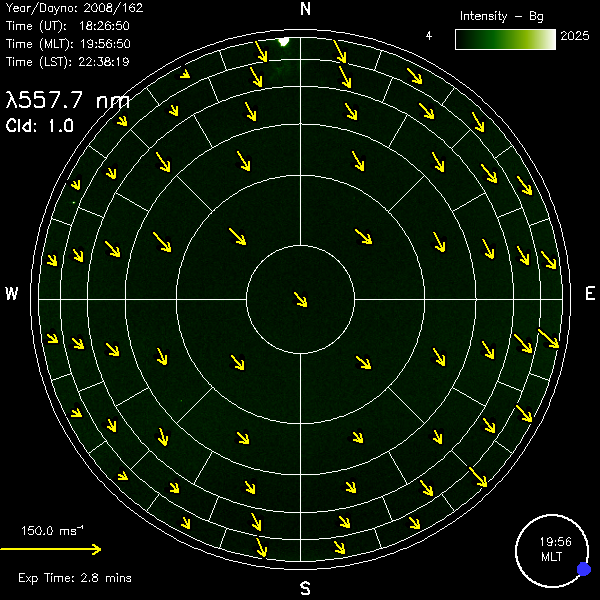 Year/Dayno: 2008/162
Time (UT): 18:26:50
Time (MLT): 19:56:50
Time (LST): 22:38:19
λ557.7 nm
Cld: 1.0
N
Intensity - Bg
4 2025
W
E
150.0 ms⁻¹
Exp Time: 2.8 mins
S
19:56
MLT